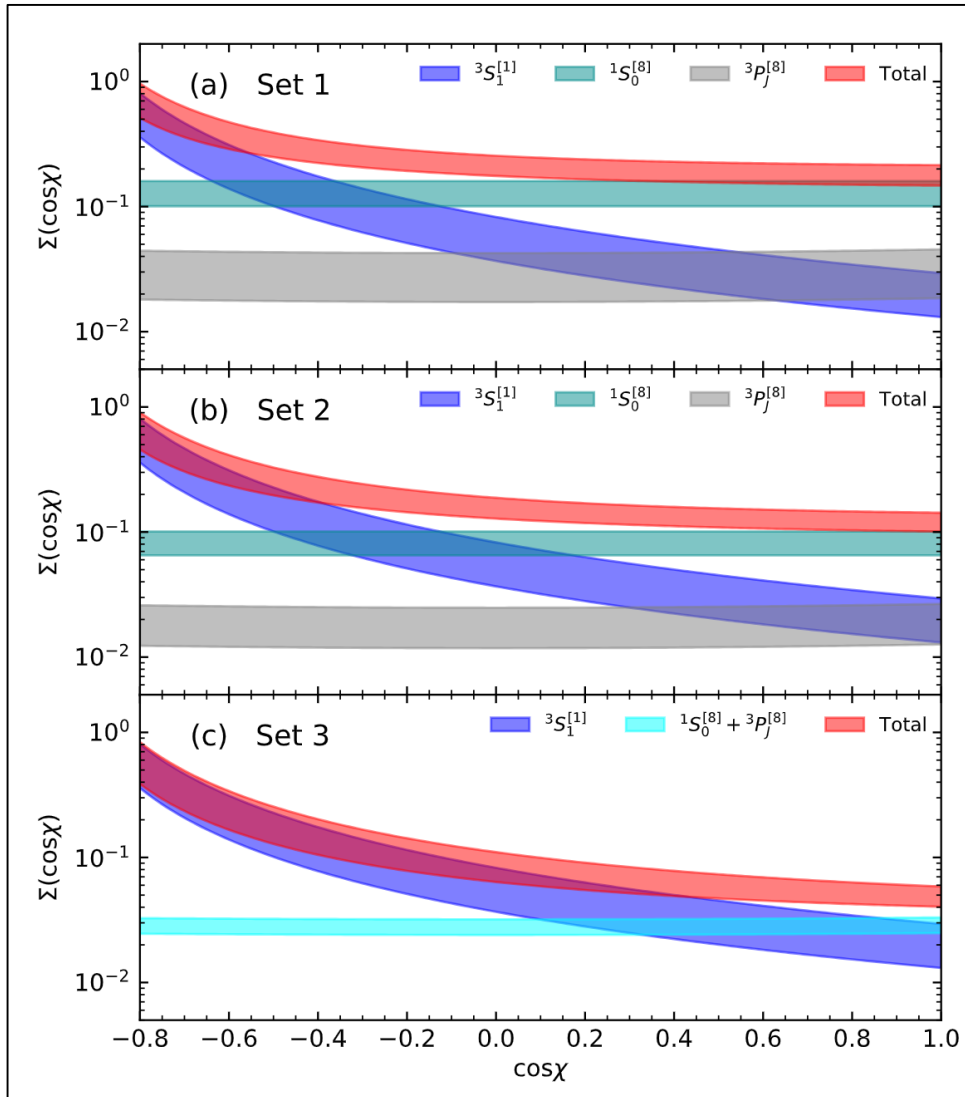 (a) Set 1 ³S₁^[1] ¹S₀^[8] ³P_J^[8] Total
10⁰
10⁻¹
10⁻²
Σ(cosχ)
(b) Set 2 ³S₁^[1] ¹S₀^[8] ³P_J^[8] Total
10⁰
10⁻¹
10⁻²
Σ(cosχ)
(c) Set 3 ³S₁^[1] ¹S₀^[8] + ³P_J^[8] Total
10⁰
10⁻¹
10⁻²
Σ(cosχ)
−0.8 −0.6 −0.4 −0.2 0.0 0.2 0.4 0.6 0.8 1.0
cosχ